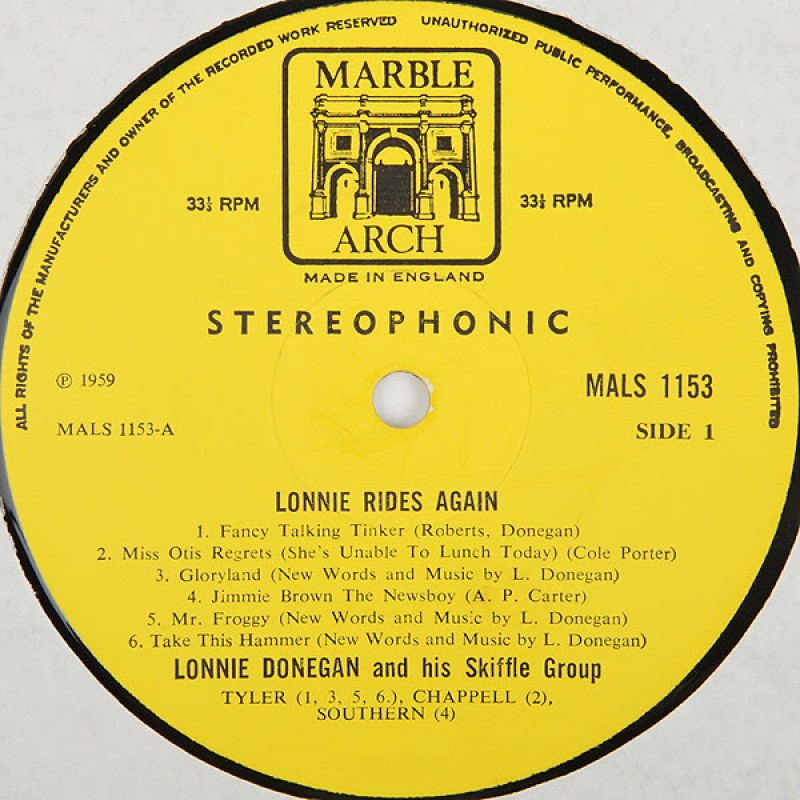 ALL RIGHTS OF THE MANUFACTURERS AND OWNER OF THE RECORDED WORK RESERVED UNAUTHORIZED PUBLIC PERFORMANCE, BROADCASTING AND COPYING PROHIBITED
MARBLE
ARCH
33⅓ RPM
33⅓ RPM
MADE IN ENGLAND
STEREOPHONIC
℗ 1959
MALS 1153
MALS 1153-A
SIDE 1
LONNIE RIDES AGAIN
1. Fancy Talking Tinker (Roberts, Donegan)
2. Miss Otis Regrets (She's Unable To Lunch Today) (Cole Porter)
3. Gloryland (New Words and Music by L. Donegan)
4. Jimmie Brown The Newsboy (A. P. Carter)
5. Mr. Froggy (New Words and Music by L. Donegan)
6. Take This Hammer (New Words and Music by L. Donegan)
LONNIE DONEGAN and his Skiffle Group
TYLER (1, 3, 5, 6.), CHAPPELL (2),
SOUTHERN (4)